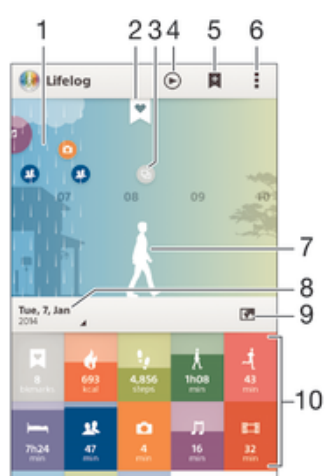 1 2 3 4 5 6
Lifelog
07 08 09 10
7
Tue, 7, Jan
8
2014
9
8 693 4,856 1h08 43
bookmarks kcal steps min min
10
7h24 47 4 16 32
min min min min min